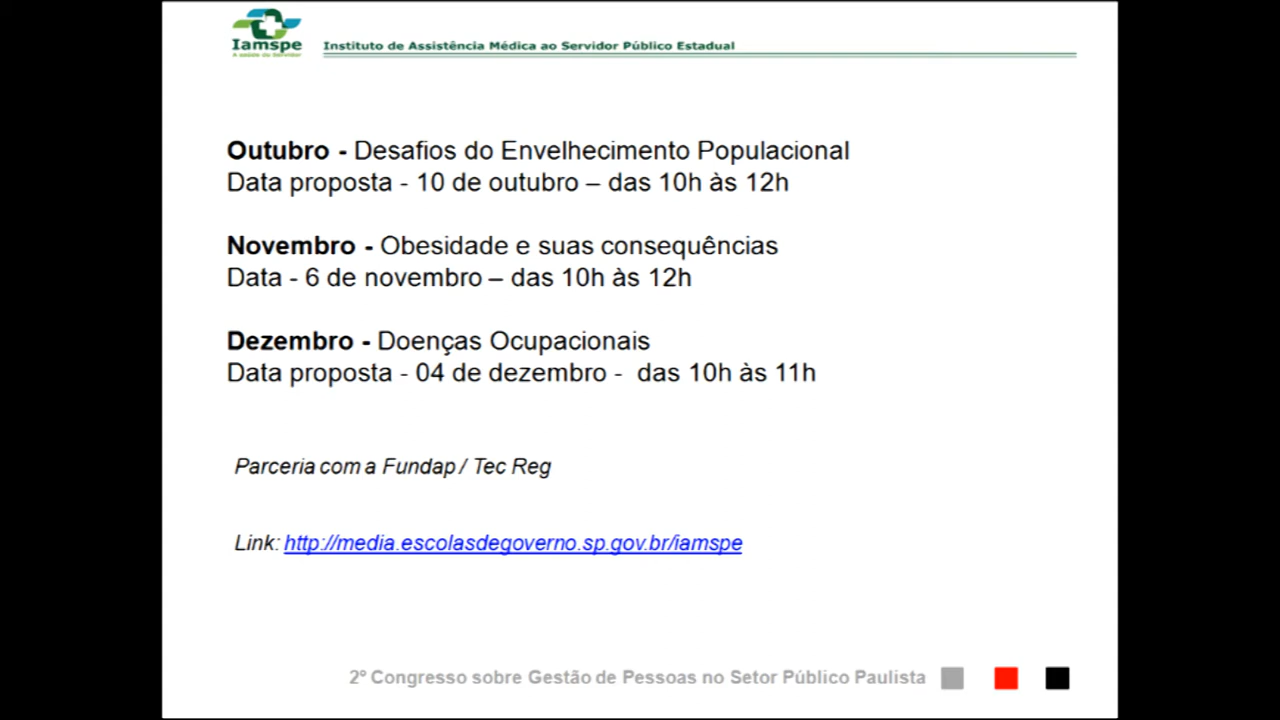 Iamspe
A saúde do Servidor
Instituto de Assistência Médica ao Servidor Público Estadual
Outubro - Desafios do Envelhecimento Populacional
Data proposta - 10 de outubro – das 10h às 12h
Novembro - Obesidade e suas consequências
Data - 6 de novembro – das 10h às 12h
Dezembro - Doenças Ocupacionais
Data proposta - 04 de dezembro - das 10h às 11h
Parceria com a Fundap / Tec Reg
Link: http://media.escolasdegoverno.sp.gov.br/iamspe
2º Congresso sobre Gestão de Pessoas no Setor Público Paulista